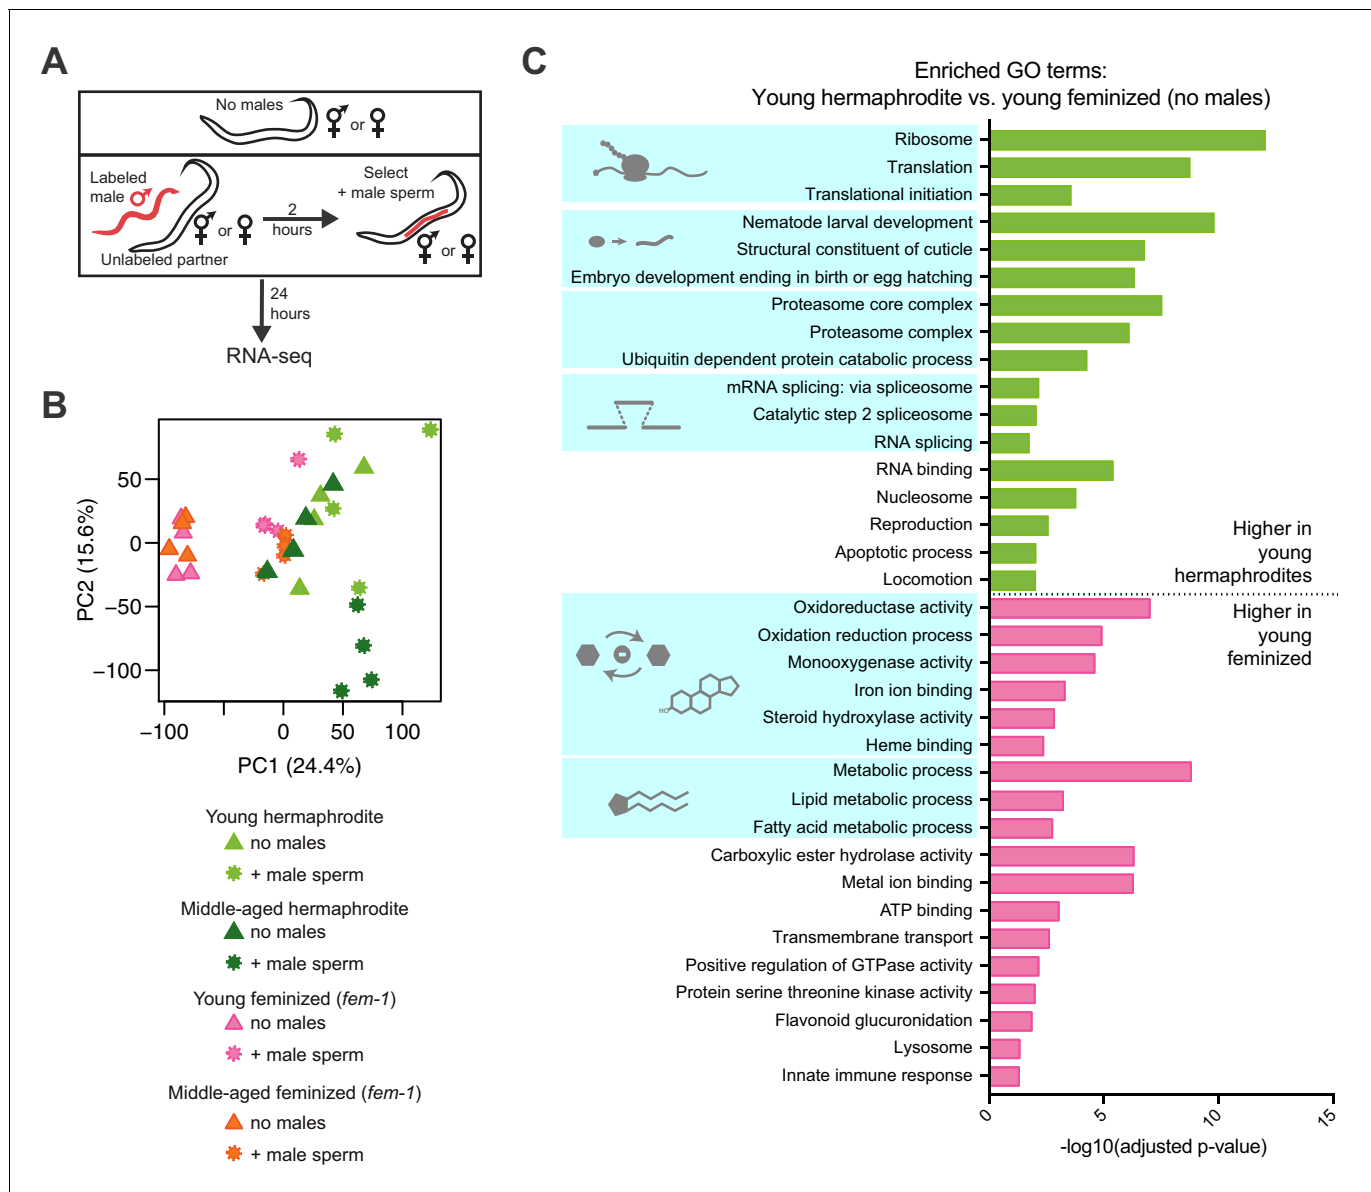 A
No males
or
Labeled
male
or
Unlabeled partner
2
hours
Select
+ male sperm
or
24
hours
RNA-seq
B
PC2 (15.6%)
50
0
−50
−100
−100
0
50
100
PC1 (24.4%)
Young hermaphrodite
no males
+ male sperm
Middle-aged hermaphrodite
no males
+ male sperm
Young feminized (fem-1)
no males
+ male sperm
Middle-aged feminized (fem-1)
no males
+ male sperm
C
Enriched GO terms:
Young hermaphrodite vs. young feminized (no males)
Ribosome
Translation
Translational initiation
Nematode larval development
Structural constituent of cuticle
Embryo development ending in birth or egg hatching
Proteasome core complex
Proteasome complex
Ubiquitin dependent protein catabolic process
mRNA splicing: via spliceosome
Catalytic step 2 spliceosome
RNA splicing
RNA binding
Nucleosome
Reproduction
Apoptotic process
Locomotion
Higher in
young
hermaphrodites
Higher in
young
feminized
Oxidoreductase activity
Oxidation reduction process
Monooxygenase activity
Iron ion binding
Steroid hydroxylase activity
Heme binding
HO
Metabolic process
Lipid metabolic process
Fatty acid metabolic process
Carboxylic ester hydrolase activity
Metal ion binding
ATP binding
Transmembrane transport
Positive regulation of GTPase activity
Protein serine threonine kinase activity
Flavonoid glucuronidation
Lysosome
Innate immune response
0
5
10
15
-log10(adjusted p-value)